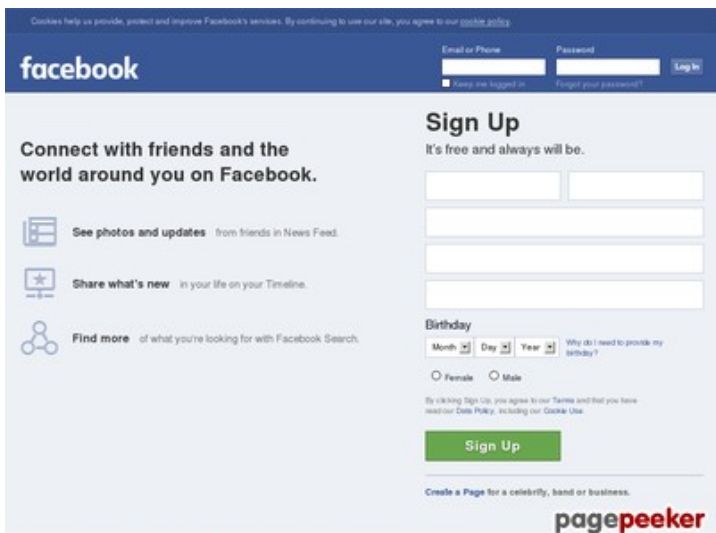 Cookies help us provide, protect and improve Facebook's services. By continuing to use our site, you agree to our cookie policy.
facebook
Email or Phone
Password
Log In
Keep me logged in
Forgot your password?
Connect with friends and the
world around you on Facebook.
See photos and updates from friends in News Feed.
Share what's new in your life on your Timeline.
Find more of what you're looking for with Facebook Search.
Sign Up
It's free and always will be.
Birthday
Month Day Year
Why do I need to provide my
birthday?
Female Male
By clicking Sign Up, you agree to our Terms and that you have
read our Data Policy, including our Cookie Use.
Sign Up
Create a Page for a celebrity, band or business.
pagepeeker